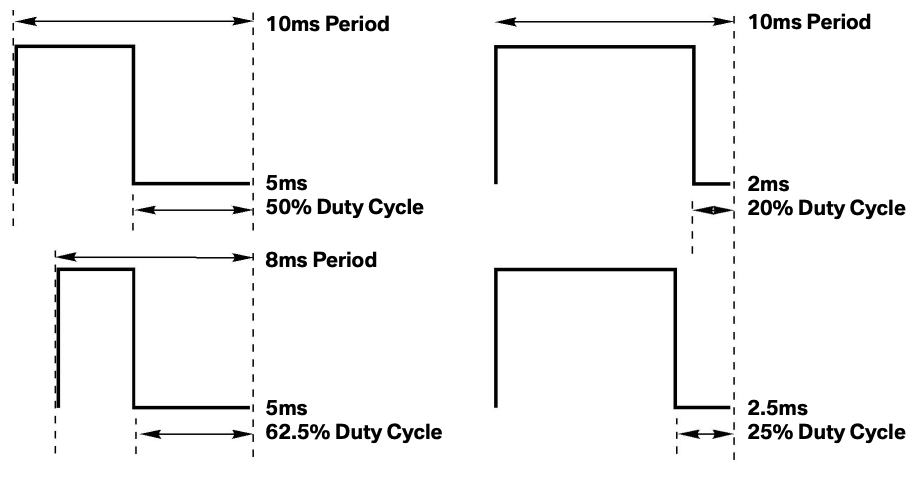 10ms Period
5ms
50% Duty Cycle
10ms Period
2ms
20% Duty Cycle
8ms Period
5ms
62.5% Duty Cycle
2.5ms
25% Duty Cycle